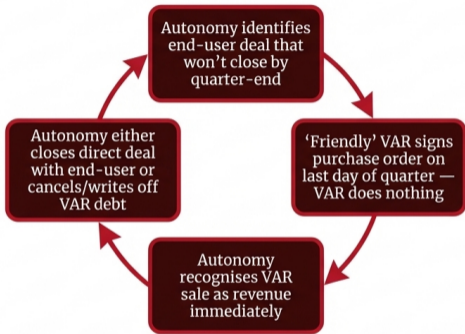 Autonomy identifies
end-user deal that
won’t close by
quarter-end
‘Friendly’ VAR signs
purchase order on
last day of quarter —
VAR does nothing
Autonomy
recognises VAR
sale as revenue
immediately
Autonomy either
closes direct deal
with end-user or
cancels/writes off
VAR debt